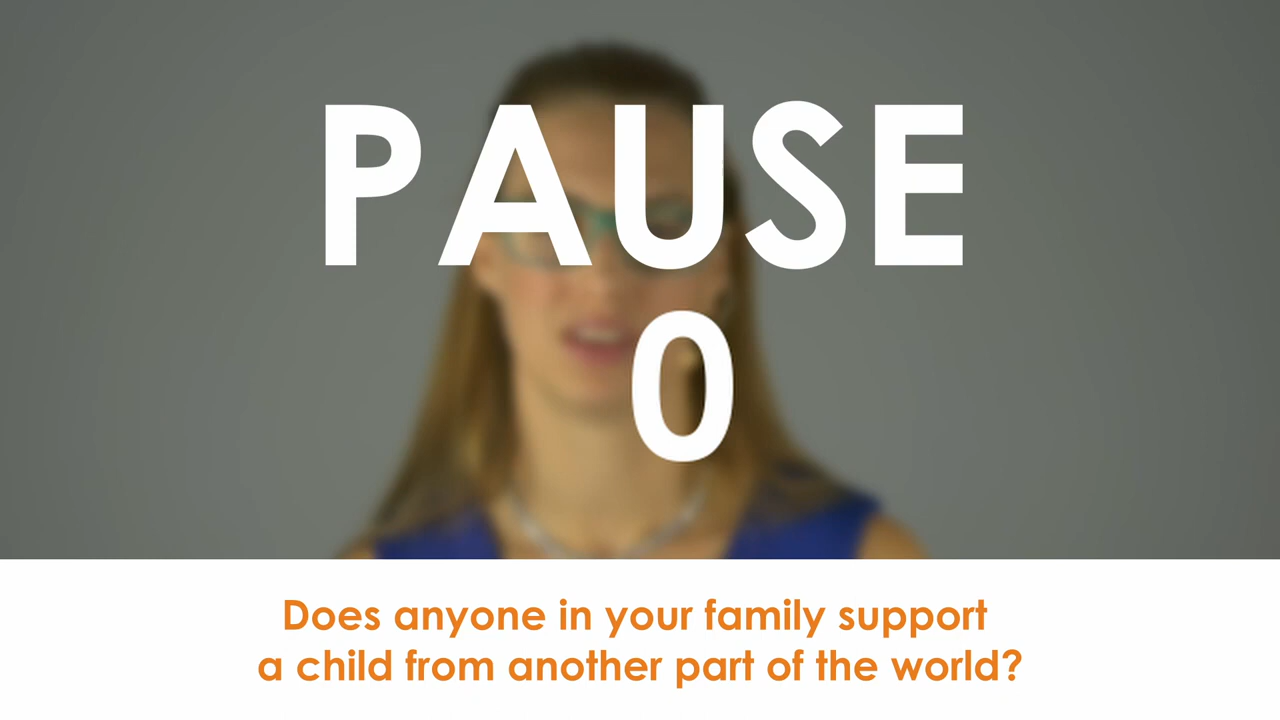 PAUSE
0
Does anyone in your family support
a child from another part of the world?